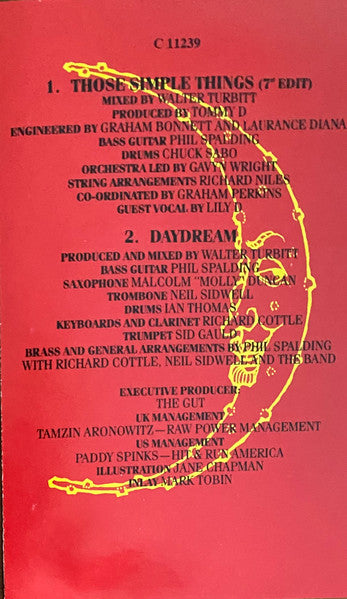 C 11239
1. THOSE SIMPLE THINGS (7" EDIT)
MIXED BY WALTER TURBITT
PRODUCED BY TOMMY D
ENGINEERED BY GRAHAM BONNETT AND LAURANCE DIANA
BASS GUITAR PHIL SPALDING
DRUMS CHUCK SABO
ORCHESTRA LED BY GAVYN WRIGHT
STRING ARRANGEMENTS RICHARD NILES
CO-ORDINATED BY GRAHAM PERKINS
GUEST VOCAL BY LILY D
2. DAYDREAM
PRODUCED AND MIXED BY WALTER TURBITT
BASS GUITAR PHIL SPALDING
SAXOPHONE MALCOLM "MOLLY" DUNCAN
TROMBONE NEIL SIDWELL
DRUMS IAN THOMAS
KEYBOARDS AND CLARINET RICHARD COTTLE
TRUMPET SID GAULD
BRASS AND GENERAL ARRANGEMENTS BY PHIL SPALDING
WITH RICHARD COTTLE, NEIL SIDWELL AND THE BAND
EXECUTIVE PRODUCER:
THE GUT
UK MANAGEMENT
TAMZIN ARONOWITZ—RAW POWER MANAGEMENT
US MANAGEMENT
PADDY SPINKS—HIT & RUN AMERICA
ILLUSTRATION JANE CHAPMAN
INLAY MARK TOBIN